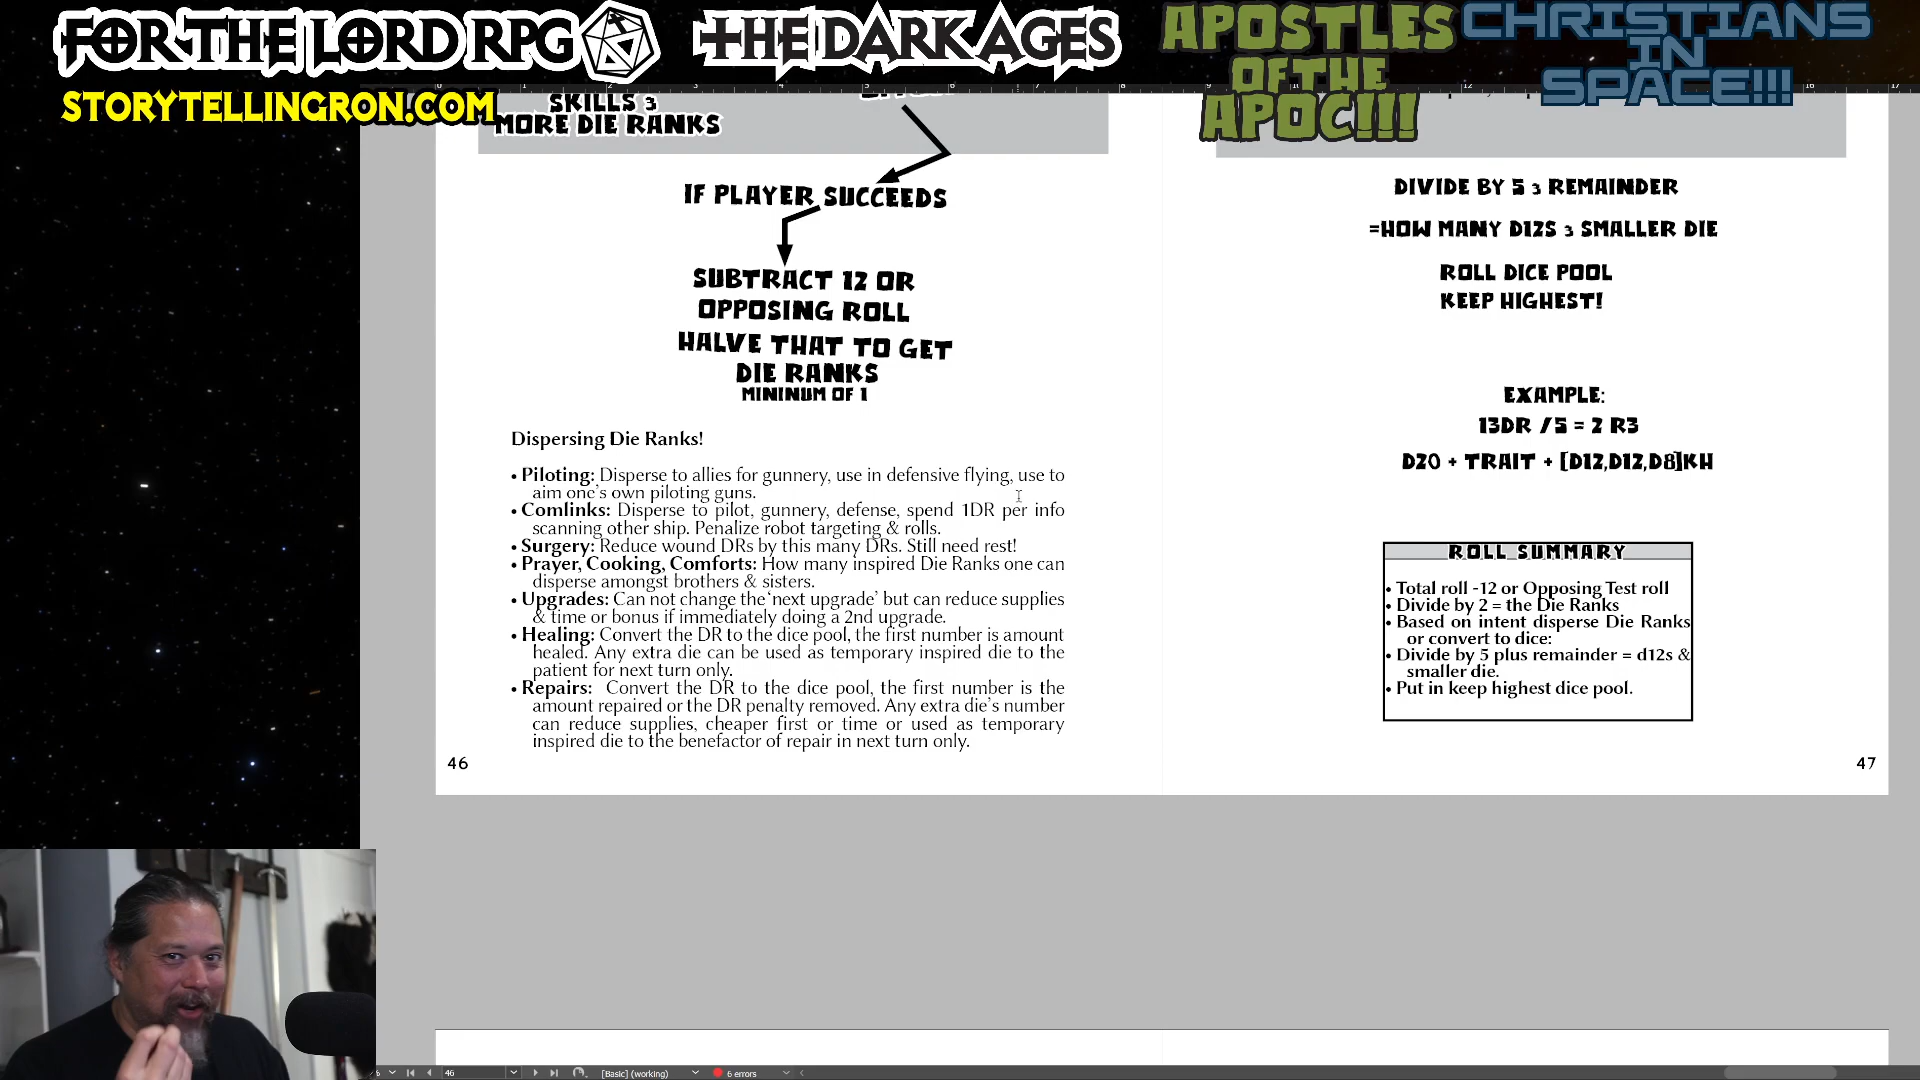 FOR THE LORD RPG
THE DARK AGES
APOSTLES
OF THE
APOC!!!
CHRISTIANS
IN
SPACE!!!
STORYTELLINGRON.COM
SKILLS &
MORE DIE RANKS
IF PLAYER SUCCEEDS
SUBTRACT 12 OR
OPPOSING ROLL
HALVE THAT TO GET
DIE RANKS
MININUM OF 1
Dispersing Die Ranks!
• Piloting: Disperse to allies for gunnery, use in defensive flying, use to
aim one's own piloting guns.
• Comlinks: Disperse to pilot, gunnery, defense, spend 1DR per info
scanning other ship. Penalize robot targeting & rolls.
• Surgery: Reduce wound DRs by this many DRs. Still need rest!
• Prayer, Cooking, Comforts: How many inspired Die Ranks one can
disperse amongst brothers & sisters.
• Upgrades: Can not change the 'next upgrade' but can reduce supplies
& time or bonus if immediately doing a 2nd upgrade.
• Healing: Convert the DR to the dice pool, the first number is amount
healed. Any extra die can be used as temporary inspired die to the
patient for next turn only.
• Repairs: Convert the DR to the dice pool, the first number is the
amount repaired or the DR penalty removed. Any extra die's number
can reduce supplies, cheaper first or time or used as temporary
inspired die to the benefactor of repair in next turn only.
46
DIVIDE BY 5 & REMAINDER
=HOW MANY D12S & SMALLER DIE
ROLL DICE POOL
KEEP HIGHEST!
EXAMPLE:
13DR /5 = 2 R3
D20 + TRAIT + [D12,D12,D8]KH
ROLL SUMMARY
• Total roll -12 or Opposing Test roll
• Divide by 2 = the Die Ranks
• Based on intent disperse Die Ranks
or convert to dice:
• Divide by 5 plus remainder = d12s &
smaller die.
• Put in keep highest dice pool.
47
46
[Basic] (working)
6 errors